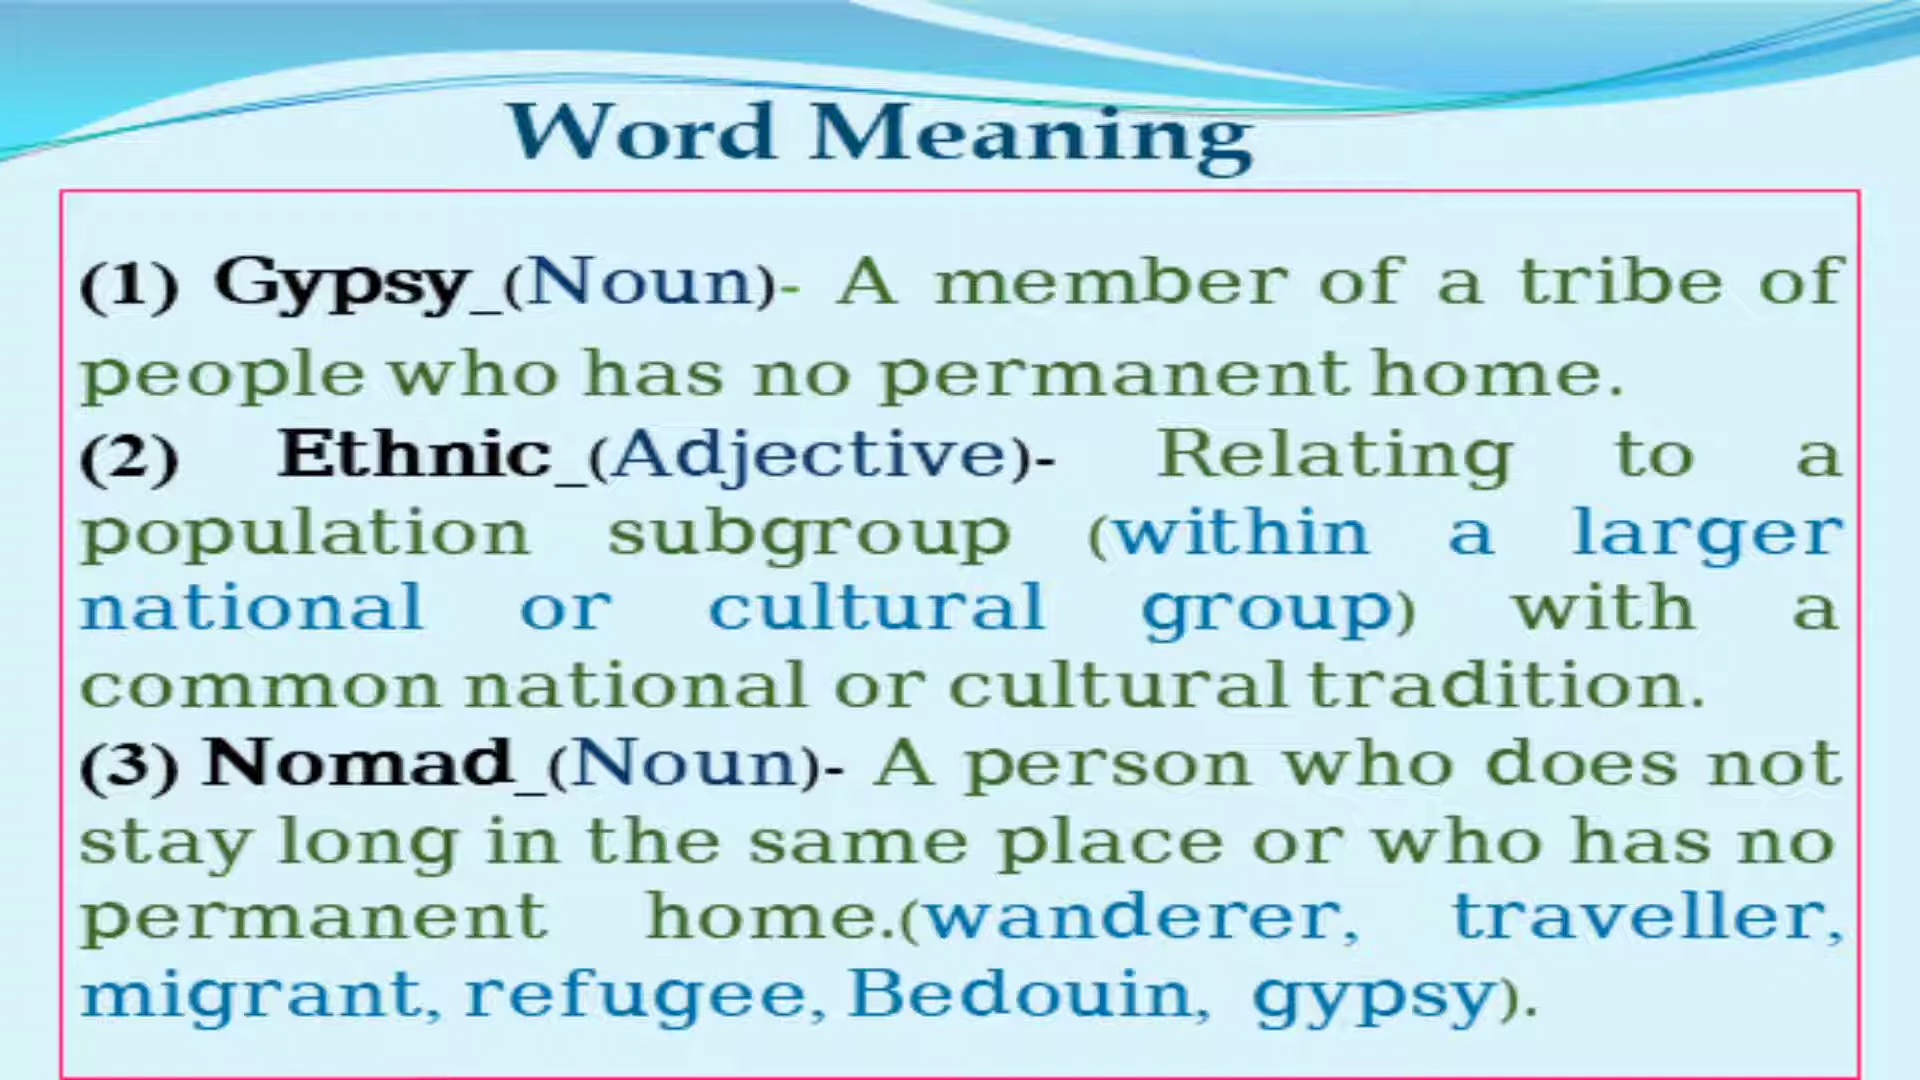 Word Meaning
(1) Gypsy_(Noun)- A member of a tribe of
people who has no permanent home.
(2) Ethnic_(Adjective)- Relating to a
population subgroup (within a larger
national or cultural group) with a
common national or cultural tradition.
(3) Nomad_(Noun)- A person who does not
stay long in the same place or who has no
permanent home.(wanderer, traveller,
migrant, refugee, Bedouin, gypsy).